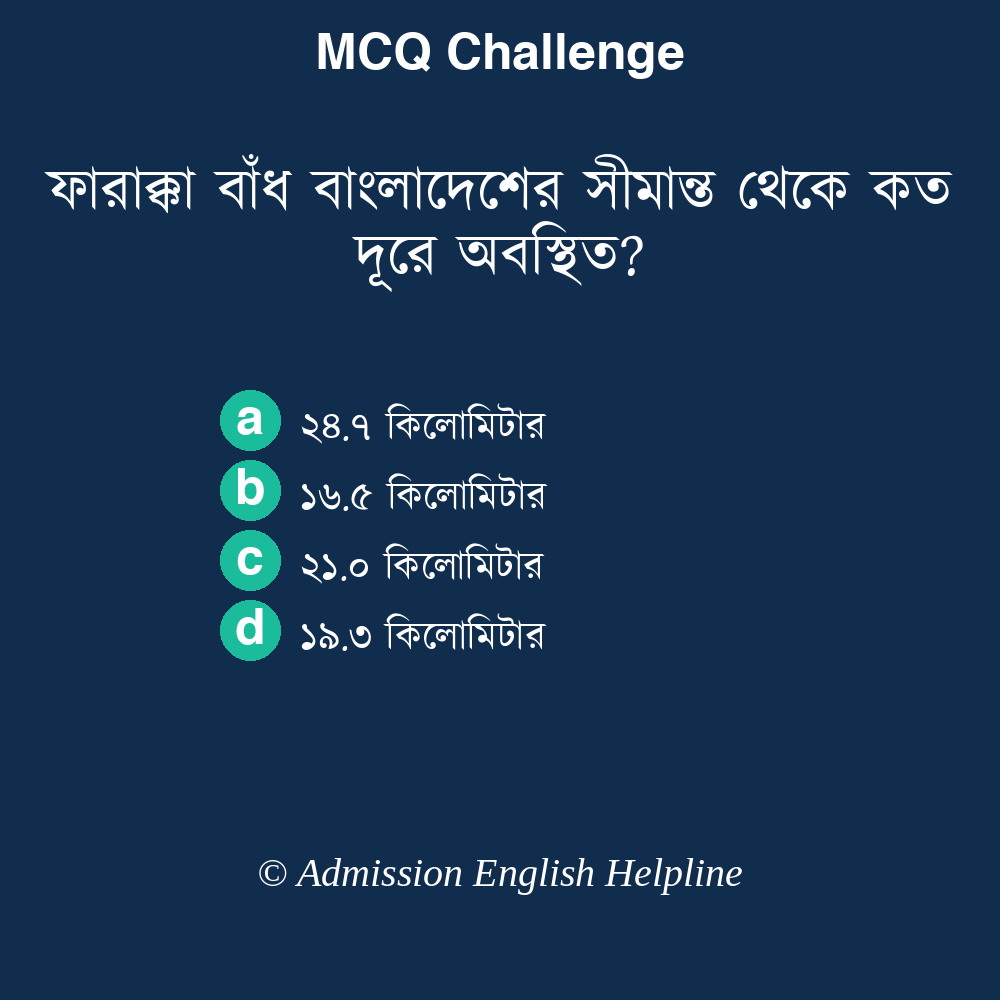 MCQ Challenge
ফারাক্কা বাঁধ বাংলাদেশের সীমান্ত থেকে কত
দূরে অবস্থিত?
a ২৪.৭ কিলোমিটার
b ১৬.৫ কিলোমিটার
c ২১.০ কিলোমিটার
d ১৯.৩ কিলোমিটার
© Admission English Helpline